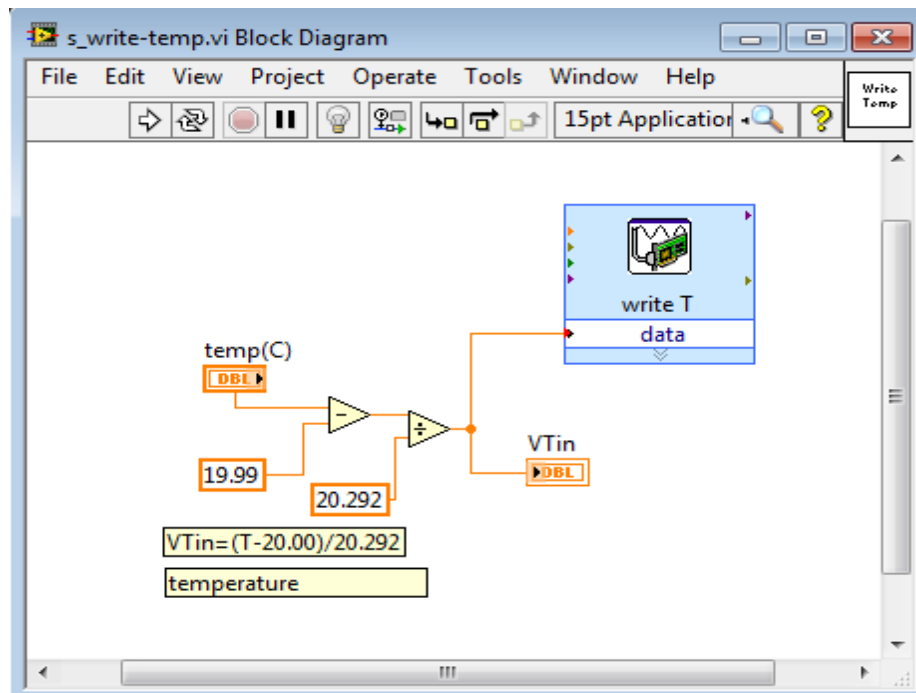 s_write-temp.vi Block Diagram
File Edit View Project Operate Tools Window Help
Write
Temp
15pt Application
write T
data
temp(C)
DBL
19.99
20.292
VTin
DBL
VTin=(T-20.00)/20.292
temperature